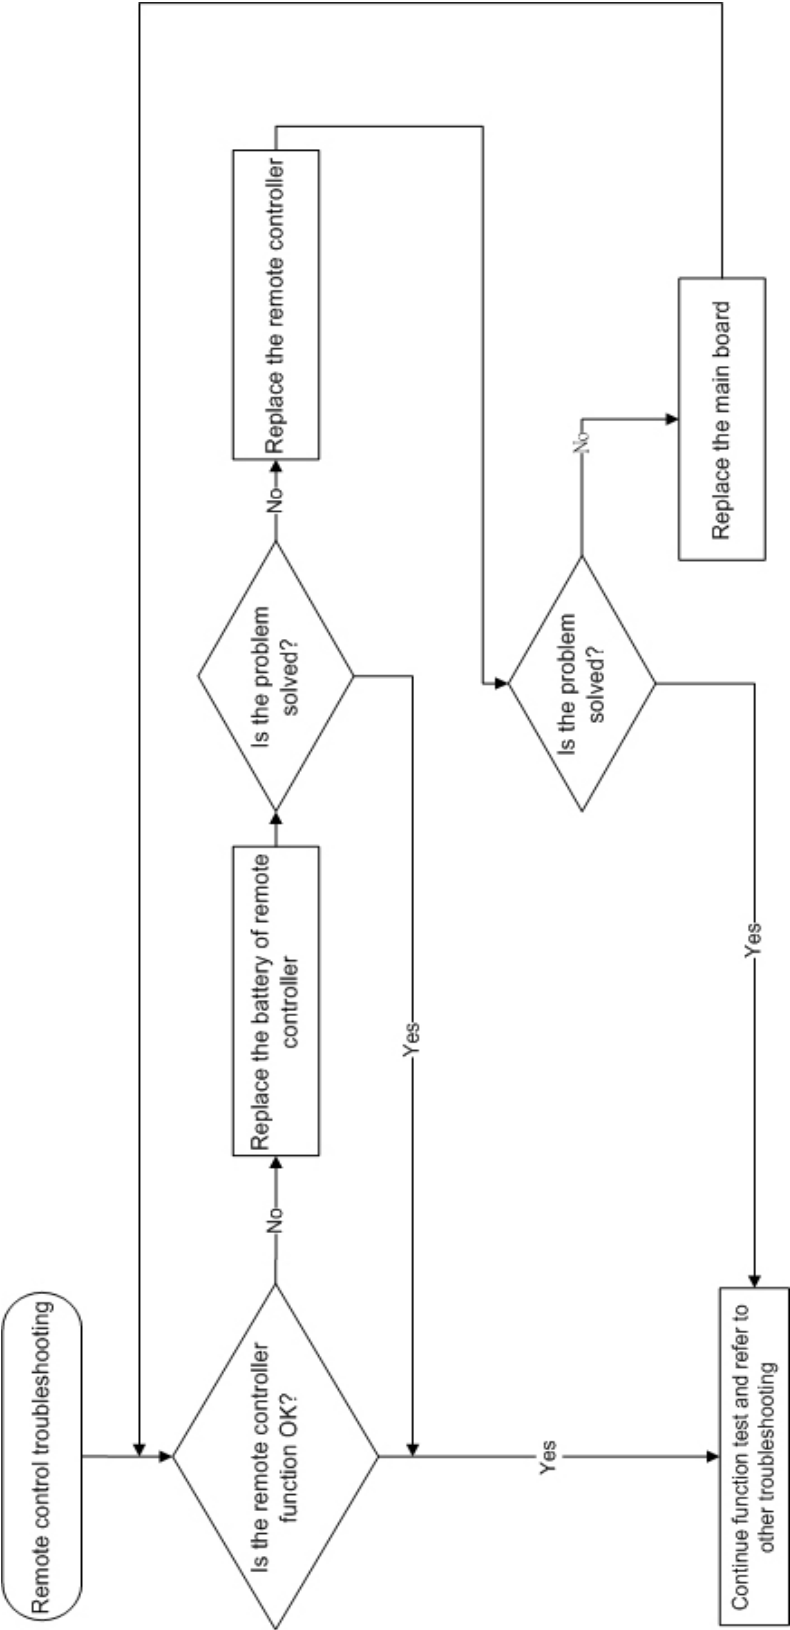 Remote control troubleshooting
Is the remote controller
function OK?
No
Replace the battery of remote
controller
Is the problem
solved?
No
Replace the remote controller
Yes
Yes
Is the problem
solved?
No
Replace the main board
Yes
Continue function test and refer to
other troubleshooting